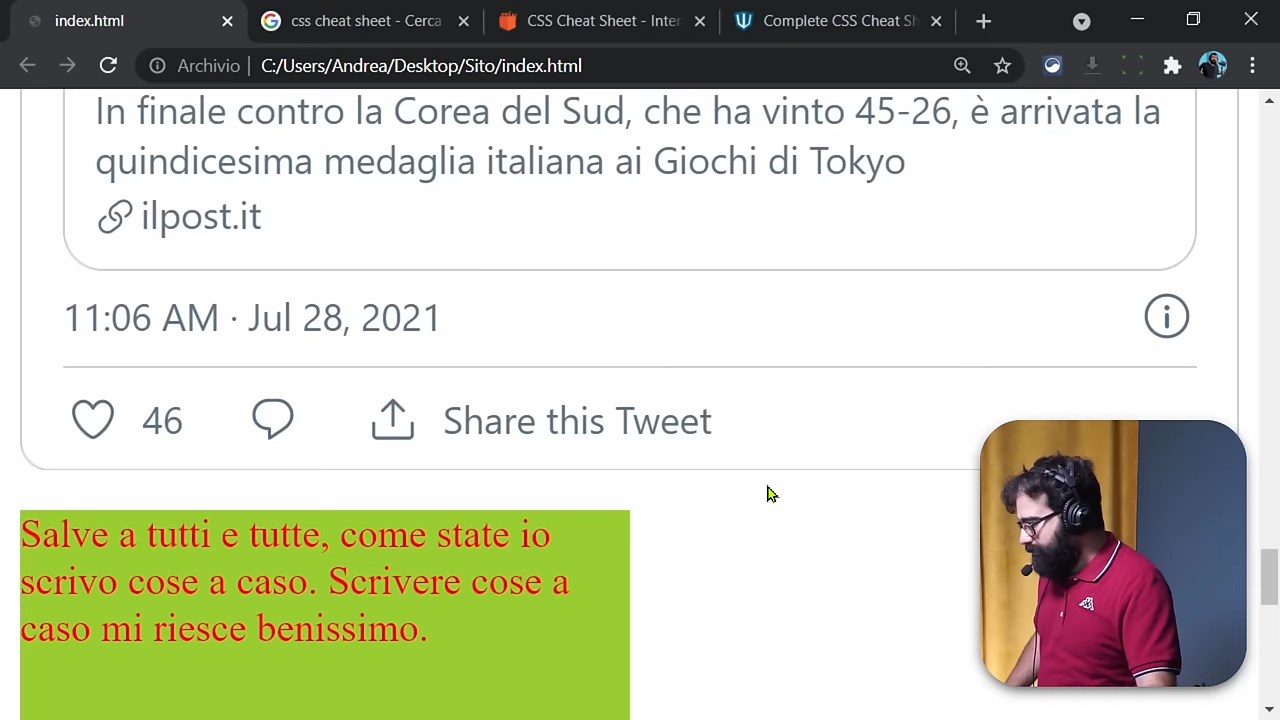 index.html
css cheat sheet - Cerca
CSS Cheat Sheet - Inter
Complete CSS Cheat Sh
Archivio
C:/Users/Andrea/Desktop/Sito/index.html
In finale contro la Corea del Sud, che ha vinto 45-26, è arrivata la
quindicesima medaglia italiana ai Giochi di Tokyo
ilpost.it
11:06 AM · Jul 28, 2021
46
Share this Tweet
Salve a tutti e tutte, come state io
scrivo cose a caso. Scrivere cose a
caso mi riesce benissimo.